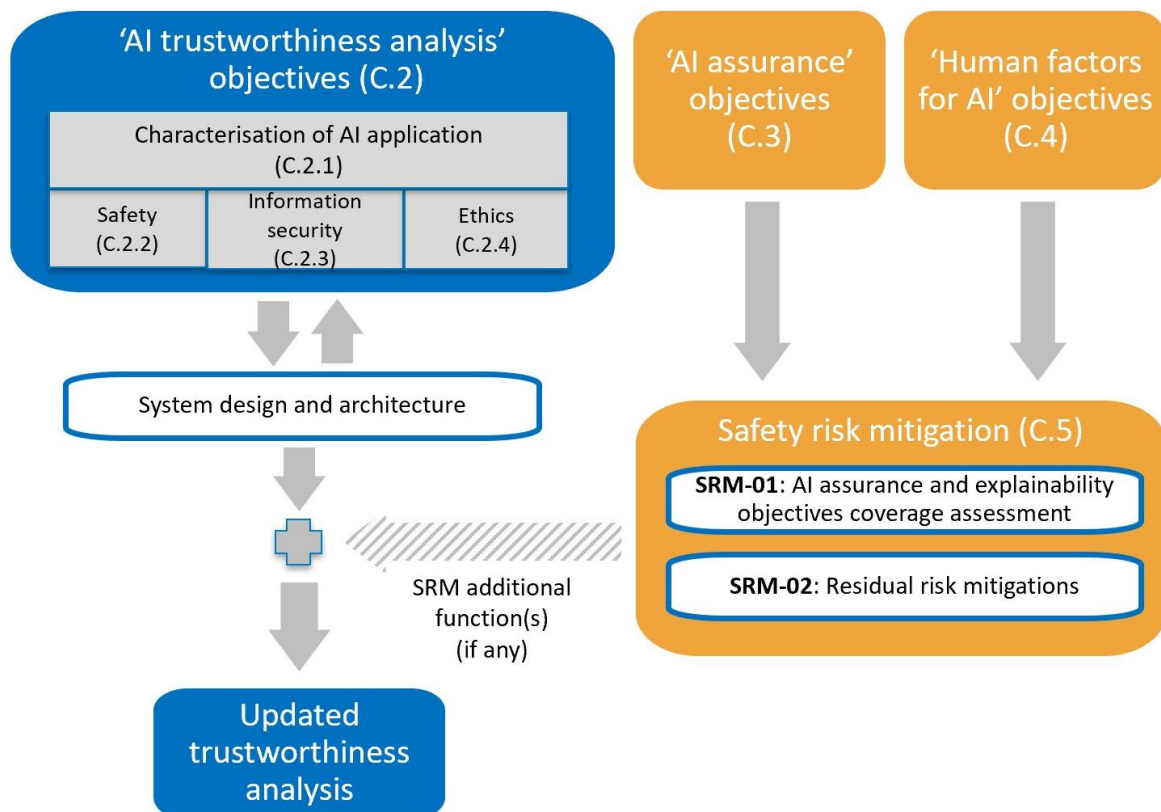 ‘AI trustworthiness analysis’
objectives (C.2)
Characterisation of AI application
(C.2.1)
Safety
(C.2.2)
Information
security
(C.2.3)
Ethics
(C.2.4)
‘AI assurance’
objectives
(C.3)
‘Human factors
for AI’ objectives
(C.4)
System design and architecture
Safety risk mitigation (C.5)
SRM-01: AI assurance and explainability
objectives coverage assessment
SRM-02: Residual risk mitigations
SRM additional
function(s)
(if any)
Updated
trustworthiness
analysis